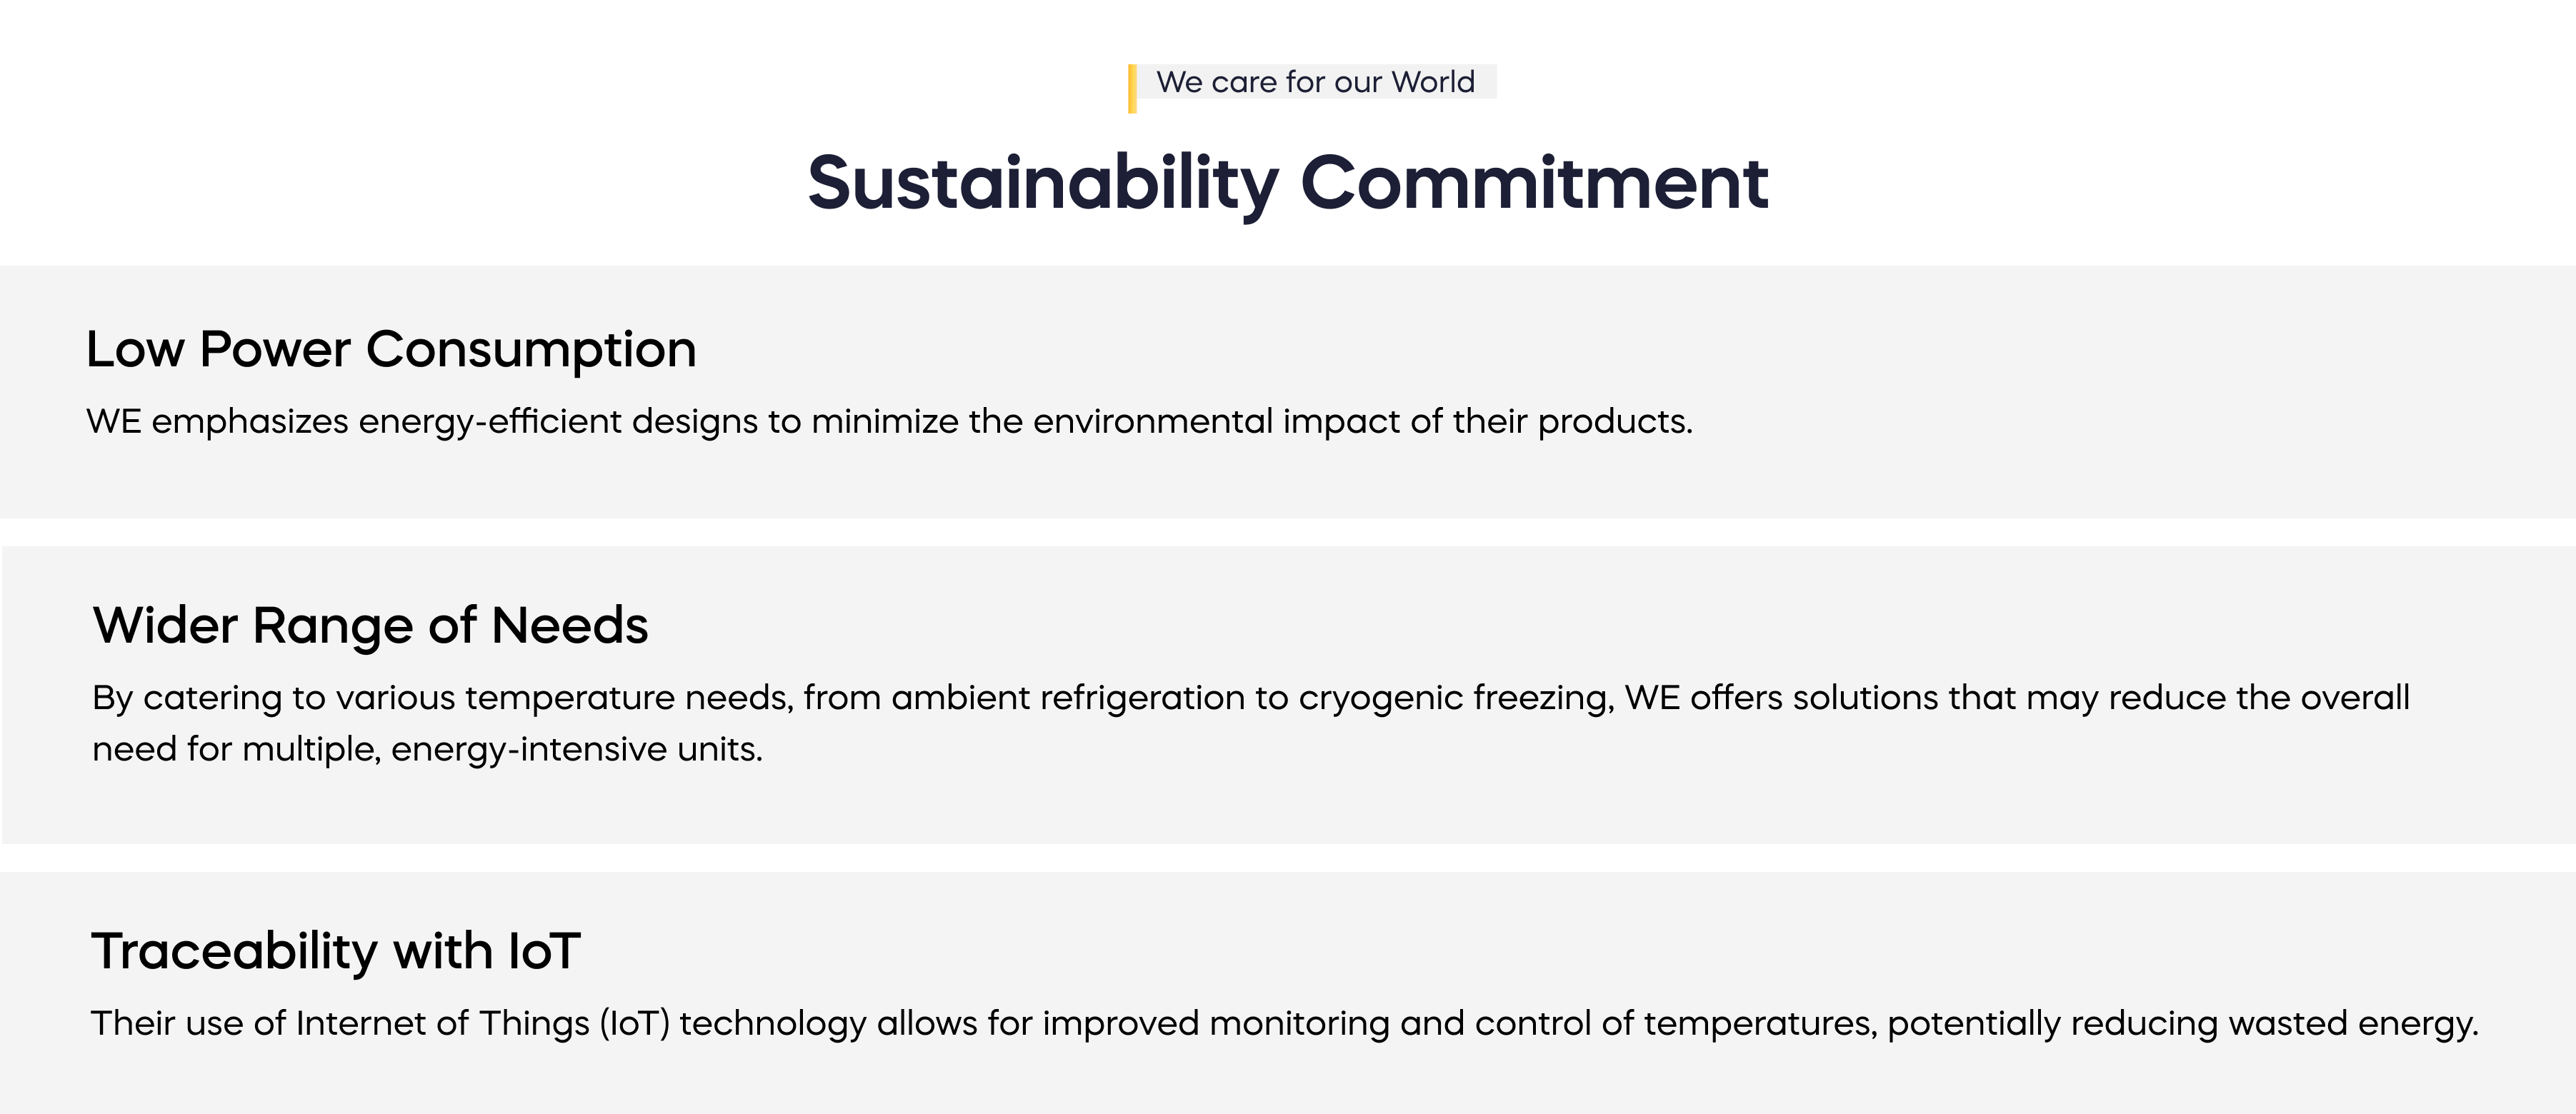 We care for our World
Sustainability Commitment
Low Power Consumption
WE emphasizes energy-efficient designs to minimize the environmental impact of their products.
Wider Range of Needs
By catering to various temperature needs, from ambient refrigeration to cryogenic freezing, WE offers solutions that may reduce the overall
need for multiple, energy-intensive units.
Traceability with IoT
Their use of Internet of Things (IoT) technology allows for improved monitoring and control of temperatures, potentially reducing wasted energy.